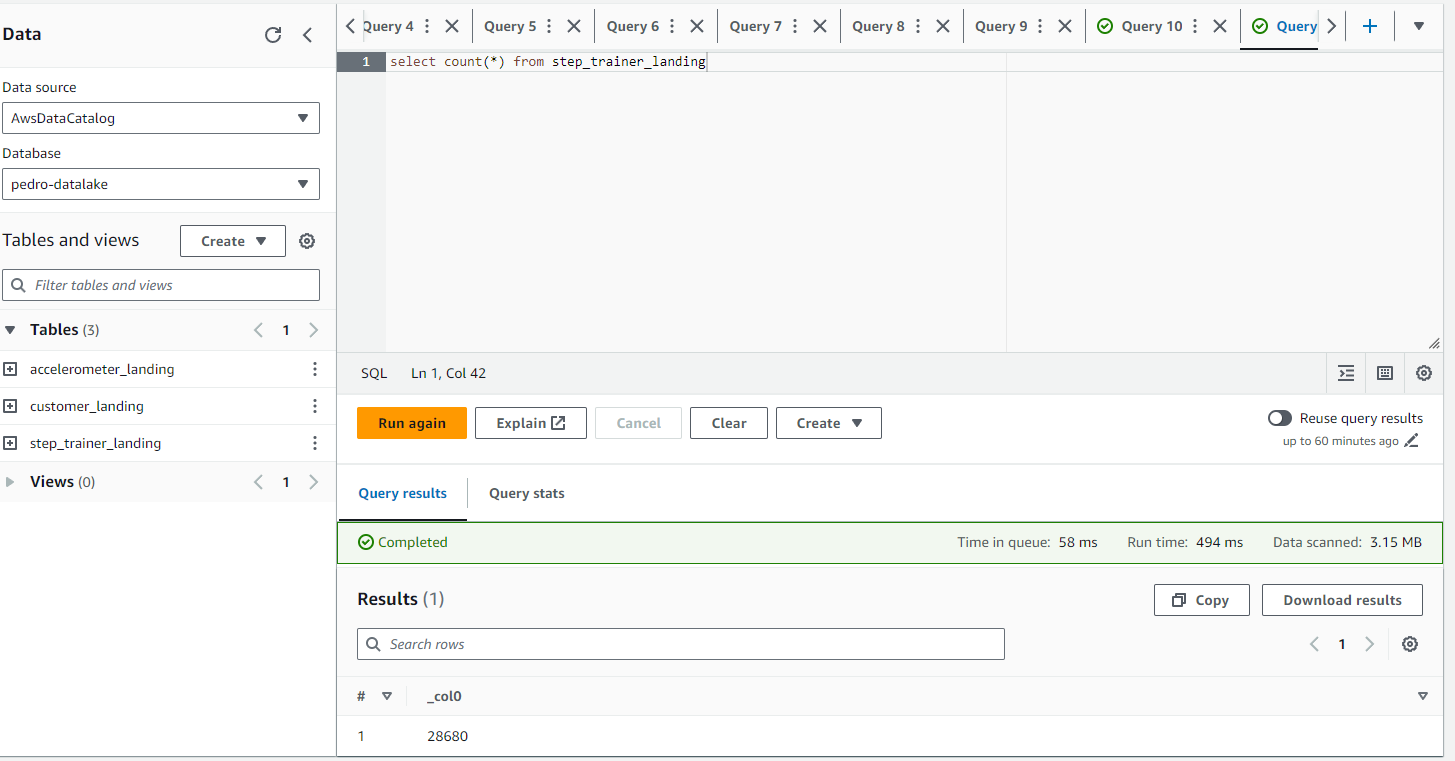 Data
Data source
AwsDataCatalog
Database
pedro-datalake
Tables and views
Create
Filter tables and views
Tables (3)
1
accelerometer_landing
customer_landing
step_trainer_landing
Views (0)
1
Query 4
Query 5
Query 6
Query 7
Query 8
Query 9
Query 10
Query
1 select count(*) from step_trainer_landing
SQL Ln 1, Col 42
Run again
Explain
Cancel
Clear
Create
Reuse query results
up to 60 minutes ago
Query results
Query stats
Completed
Time in queue: 58 ms
Run time: 494 ms
Data scanned: 3.15 MB
Results (1)
Copy
Download results
Search rows
1
# _col0
1 28680